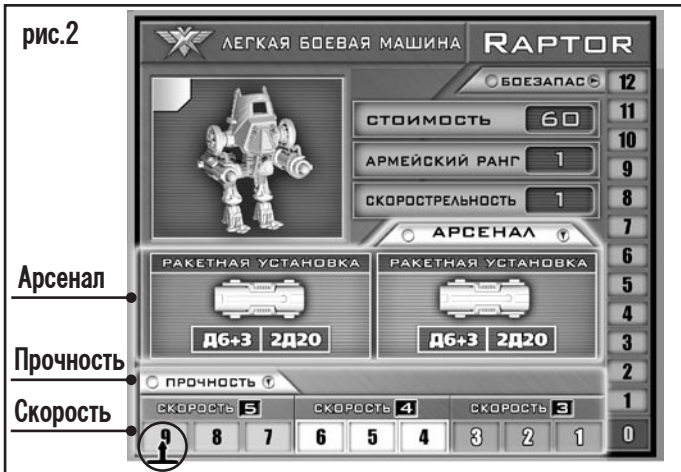 рис.2
ЛЕГКАЯ БОЕВАЯ МАШИНА RAPTOR
БОЕЗАПАС 12
СТОИМОСТЬ 60 11
10
АРМЕЙСКИЙ РАНГ 1 9
СКОРОСТРЕЛЬНОСТЬ 1 8
АРСЕНАЛ 7
РАКЕТНАЯ УСТАНОВКА РАКЕТНАЯ УСТАНОВКА 6
Арсенал 5
4
Д6+3 2Д20 Д6+3 2Д20 3
Прочность ПРОЧНОСТЬ 2
Скорость СКОРОСТЬ 5 СКОРОСТЬ 4 СКОРОСТЬ 3 1
9 8 7 6 5 4 3 2 1 0